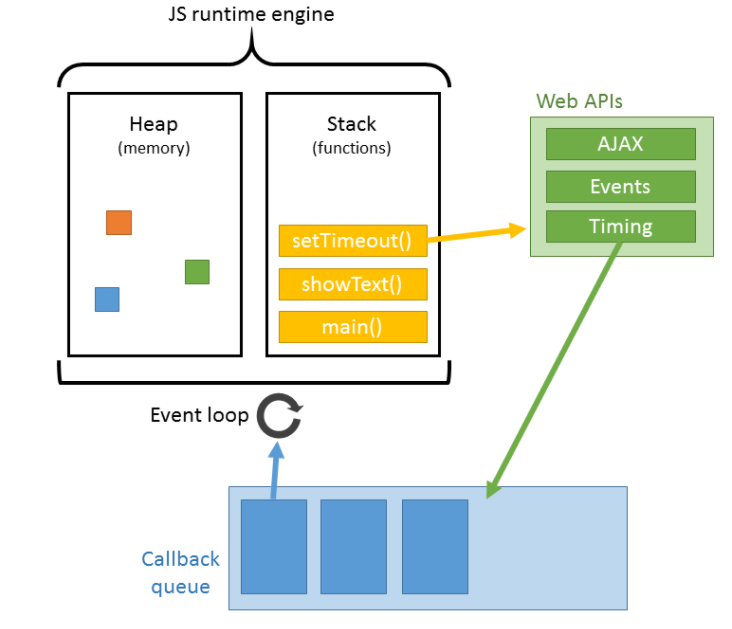 JS runtime engine
Heap
(memory)
Stack
(functions)
setTimeout()
showText()
main()
Web APIs
AJAX
Events
Timing
Event loop
Callback
queue